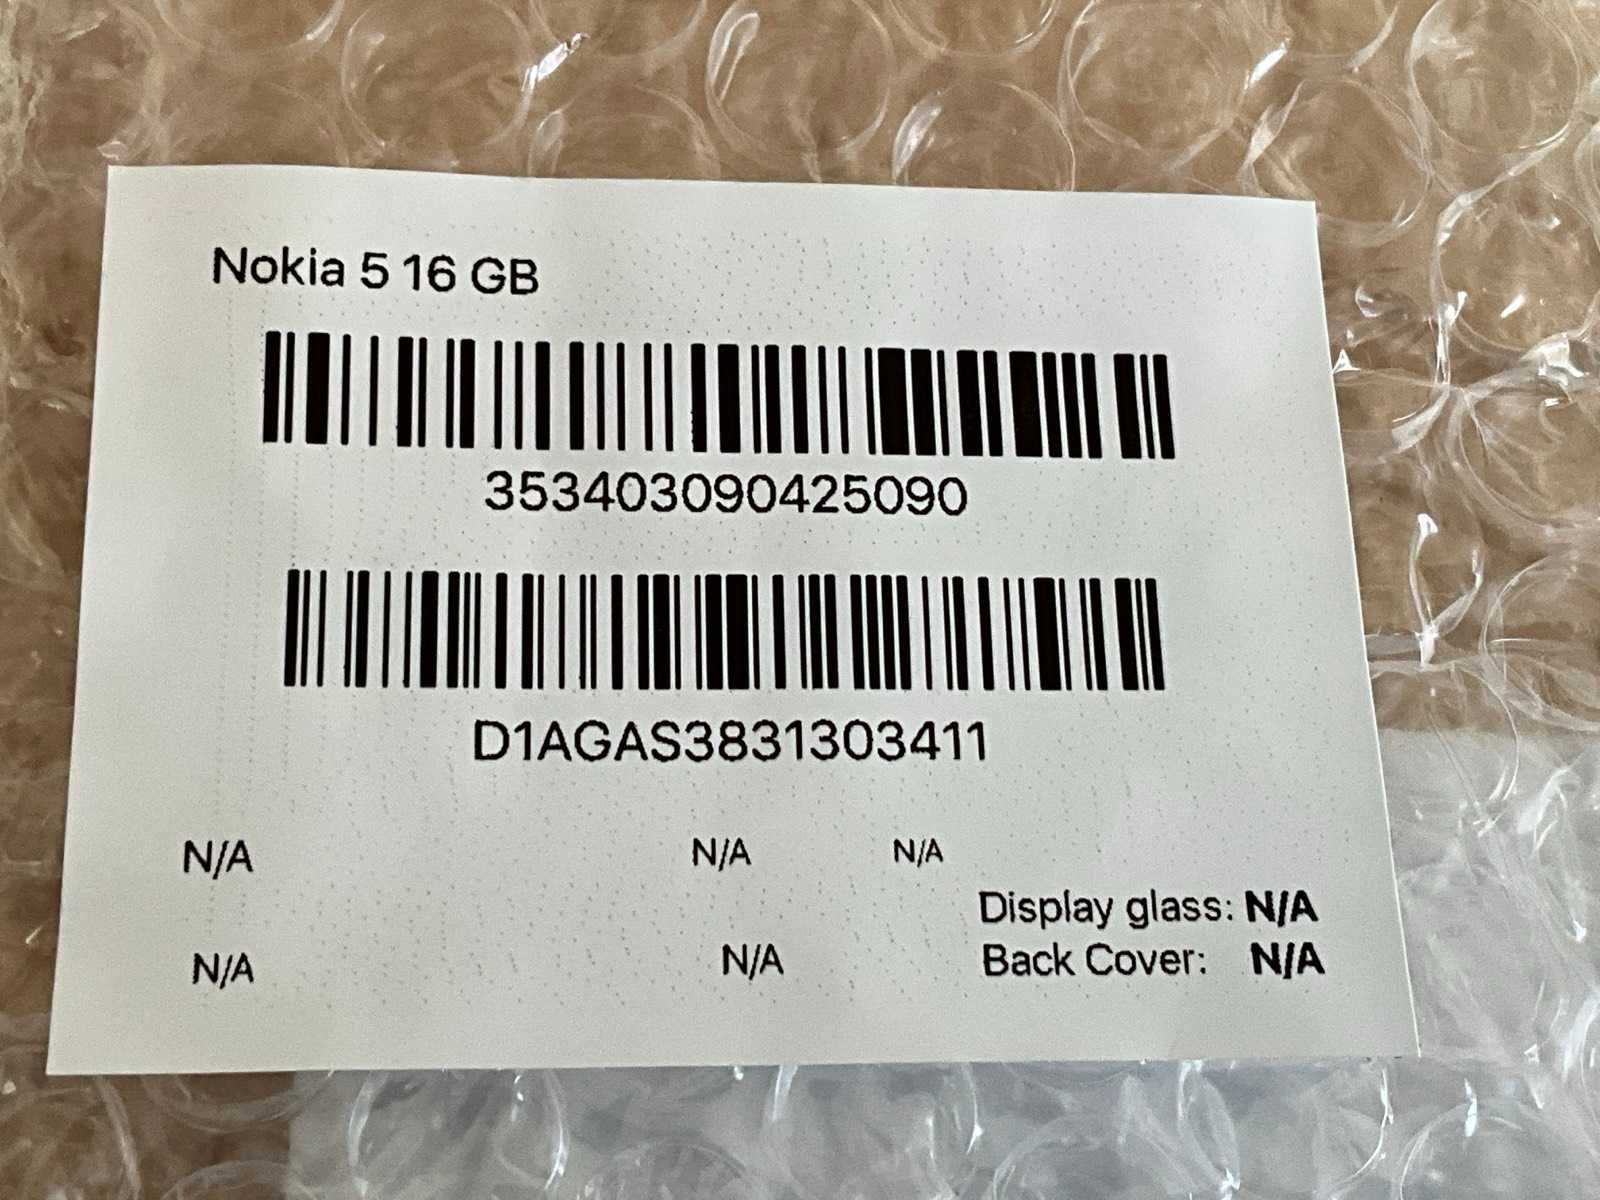 Nokia 5 16 GB
353403090425090
D1AGAS3831303411
N/A N/A N/A
Display glass: N/A
N/A N/A Back Cover: N/A